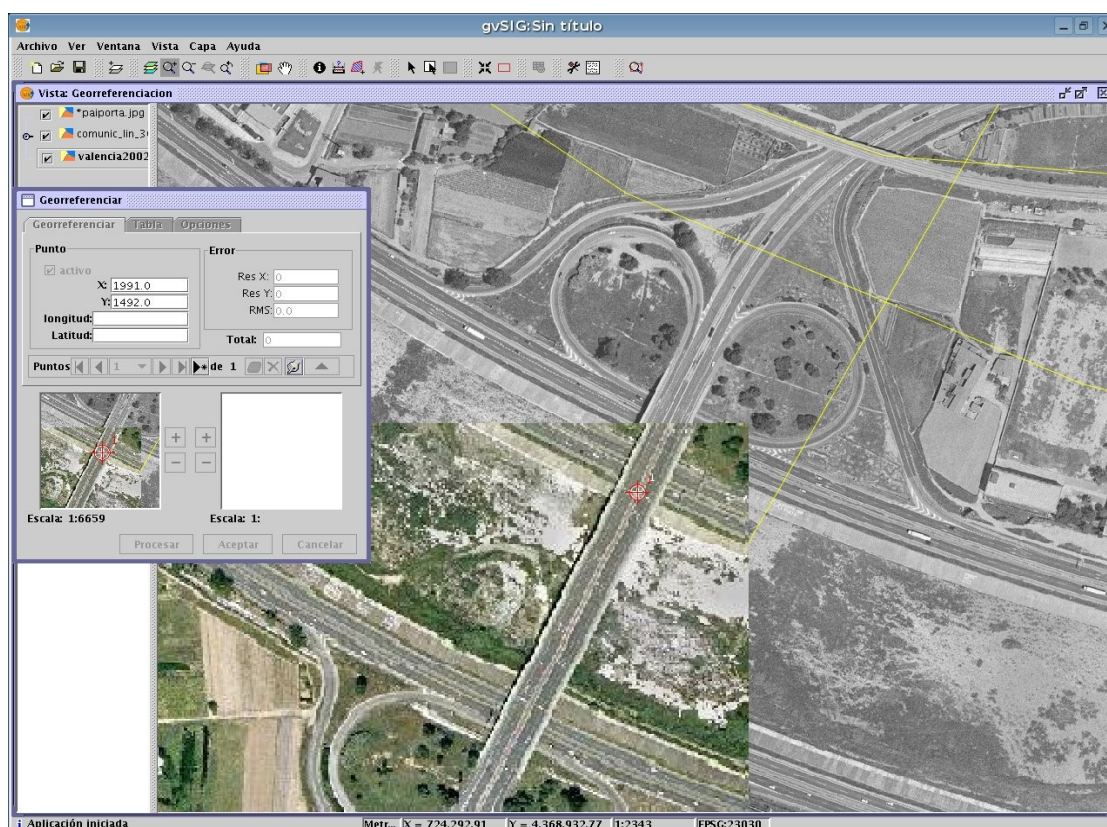 gvSIG:Sin título
Archivo Ver Ventana Vista Capa Ayuda
Vista: Georreferenciacion
*paiporta.jpg
comunic_lin_3
valencia2002
Georreferenciar
Georreferenciar Tabla Opciones
Punto
activo
X: 1991.0
Y: 1492.0
longitud:
Latitud:
Error
Res X: 0
Res Y: 0
RMS: 0.0
Total: 0
Puntos 1 de 1
1
Escala: 1:6659
Escala: 1:
Procesar Aceptar Cancelar
1
Aplicación iniciada
Metr... X = 724.292,91 Y = 4.368.932,77 1:2343 EPSG:23030